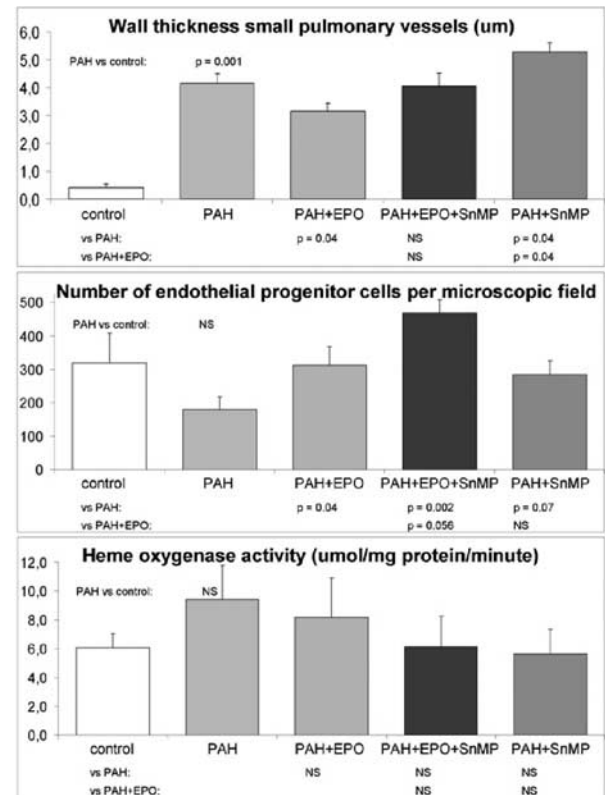 Wall thickness small pulmonary vessels (um)
6,0
5,0
4,0
3,0
2,0
1,0
0,0
PAH vs control: p = 0.001
control PAH PAH+EPO PAH+EPO+SnMP PAH+SnMP
vs PAH: p = 0.04 NS p = 0.04
vs PAH+EPO: NS p = 0.04
Number of endothelial progenitor cells per microscopic field
500
400
300
200
100
0
PAH vs control: NS
control PAH PAH+EPO PAH+EPO+SnMP PAH+SnMP
vs PAH: p = 0.04 p = 0.002 p = 0.07
vs PAH+EPO: p = 0.056 NS
Heme oxygenase activity (umol/mg protein/minute)
12,0
10,0
8,0
6,0
4,0
2,0
0,0
PAH vs control: NS
control PAH PAH+EPO PAH+EPO+SnMP PAH+SnMP
vs PAH: NS NS NS
vs PAH+EPO: NS NS